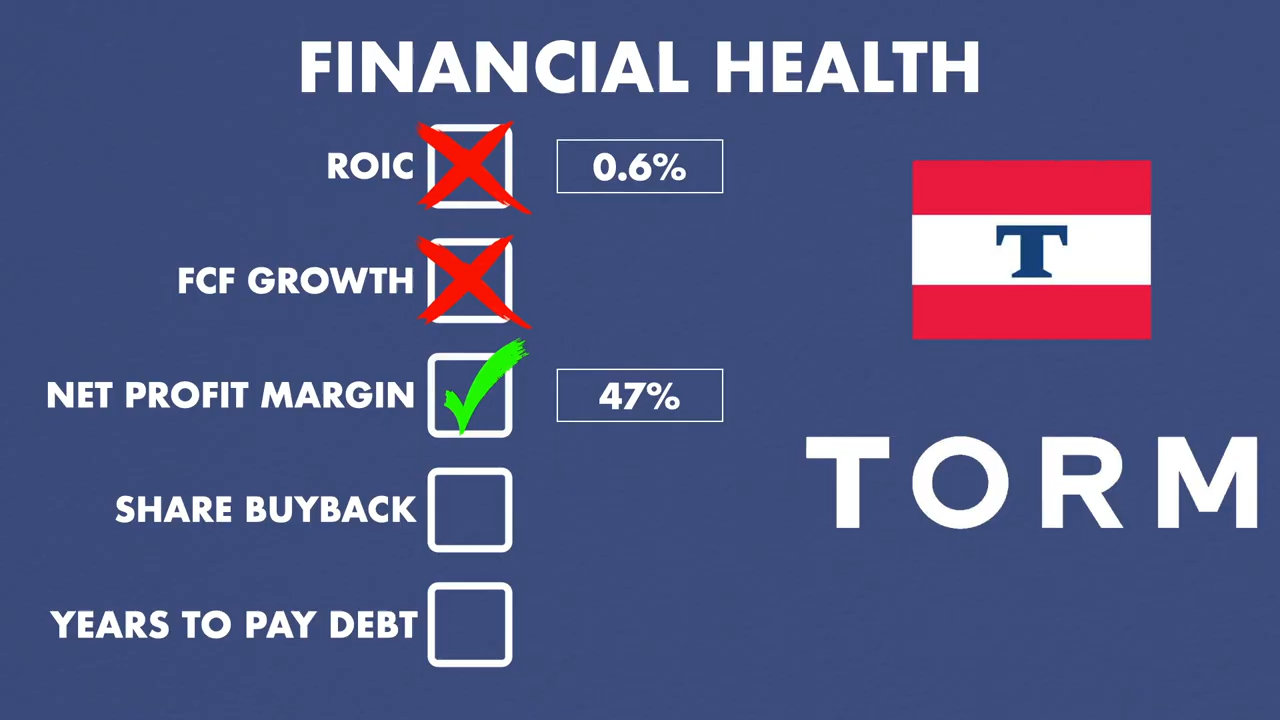 FINANCIAL HEALTH
ROIC
0.6%
FCF GROWTH
NET PROFIT MARGIN
47%
SHARE BUYBACK
YEARS TO PAY DEBT
T
TORM